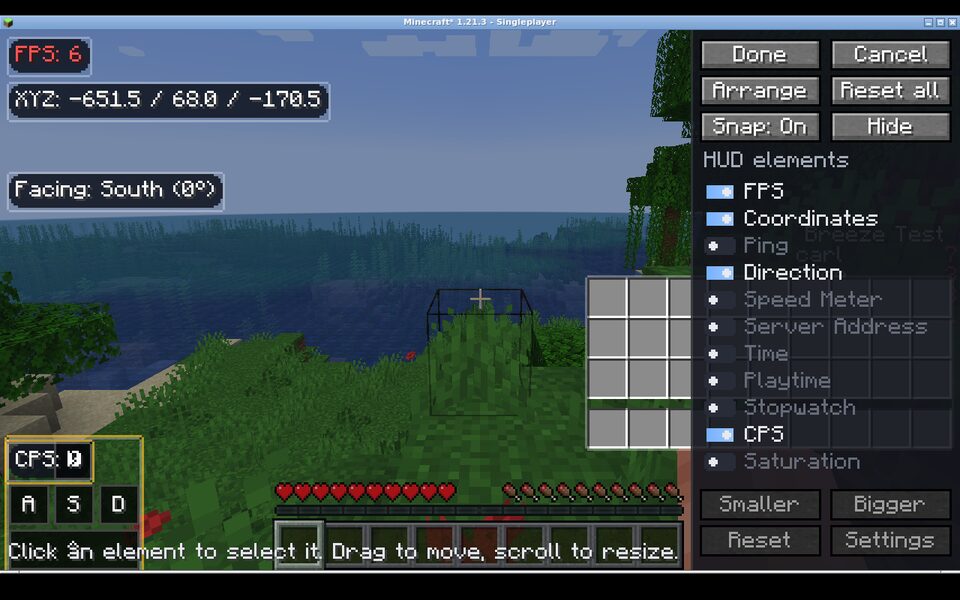 Minecraft* 1.21.3 - Singleplayer
FPS: 6
XYZ: -651.5 / 68.0 / -170.5
Facing: South (0°)
Done
Cancel
Arrange
Reset all
Snap: On
Hide
HUD elements
FPS
Coordinates
Ping
Breeze Test
carl
Direction
Speed Meter
Server Address
Time
Playtime
Stopwatch
CPS
Saturation
Smaller
Bigger
Reset
Settings
CPS: 0
A S D
Click an element to select it. Drag to move, scroll to resize.